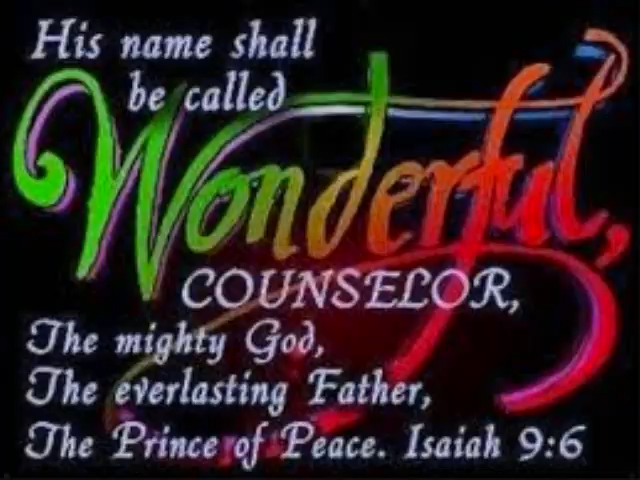 His name shall
be called
Wonderful,
COUNSELOR,
The mighty God,
The everlasting Father,
The Prince of Peace. Isaiah 9:6